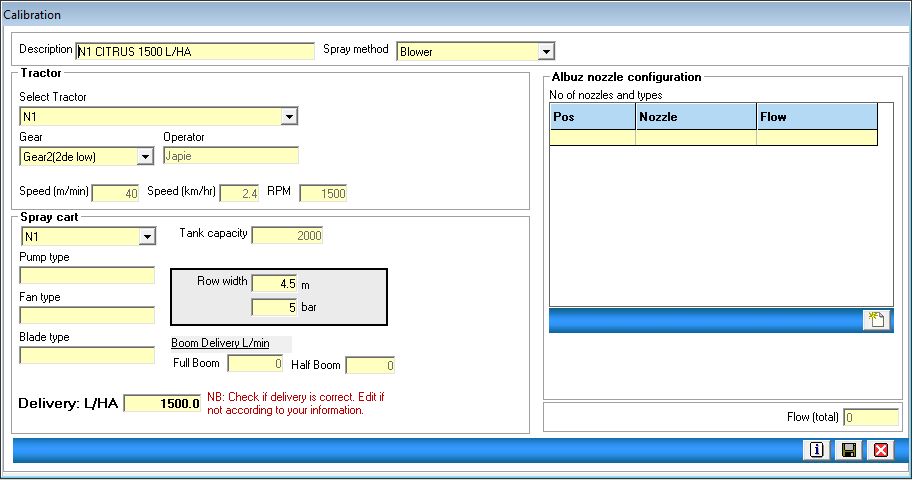 Calibration
Description N1 CITRUS 1500 L/HA Spray method Blower
Tractor
Select Tractor
N1
Gear Operator
Gear2(2de low) Japie
Speed (m/min) 40 Speed (km/hr) 2.4 RPM 1500
Spray cart
N1 Tank capacity 2000
Pump type
Row width 4.5 m
5 bar
Fan type
Blade type
Boom Delivery L/min
Full Boom 0 Half Boom 0
Delivery: L/HA 1500.0 NB: Check if delivery is correct. Edit if
not according to your information.
Albuz nozzle configuration
No of nozzles and types
Pos Nozzle Flow
Flow (total) 0